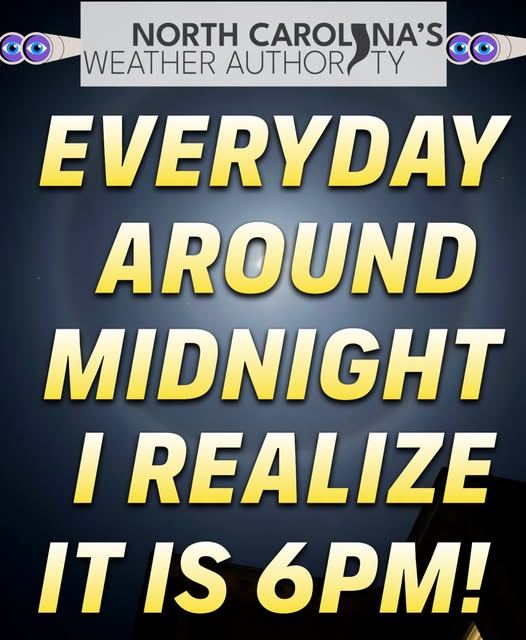 NORTH CAROLINA'S
WEATHER AUTHORITY
EVERYDAY
AROUND
MIDNIGHT
I REALIZE
IT IS 6PM!